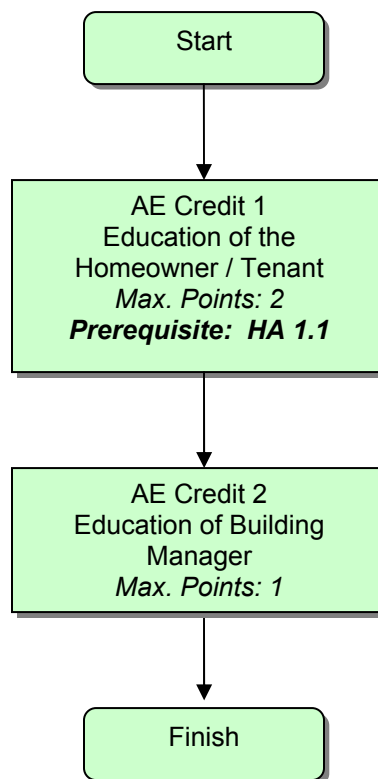 Start
AE Credit 1
Education of the
Homeowner / Tenant
Max. Points: 2
Prerequisite: HA 1.1
AE Credit 2
Education of Building
Manager
Max. Points: 1
Finish